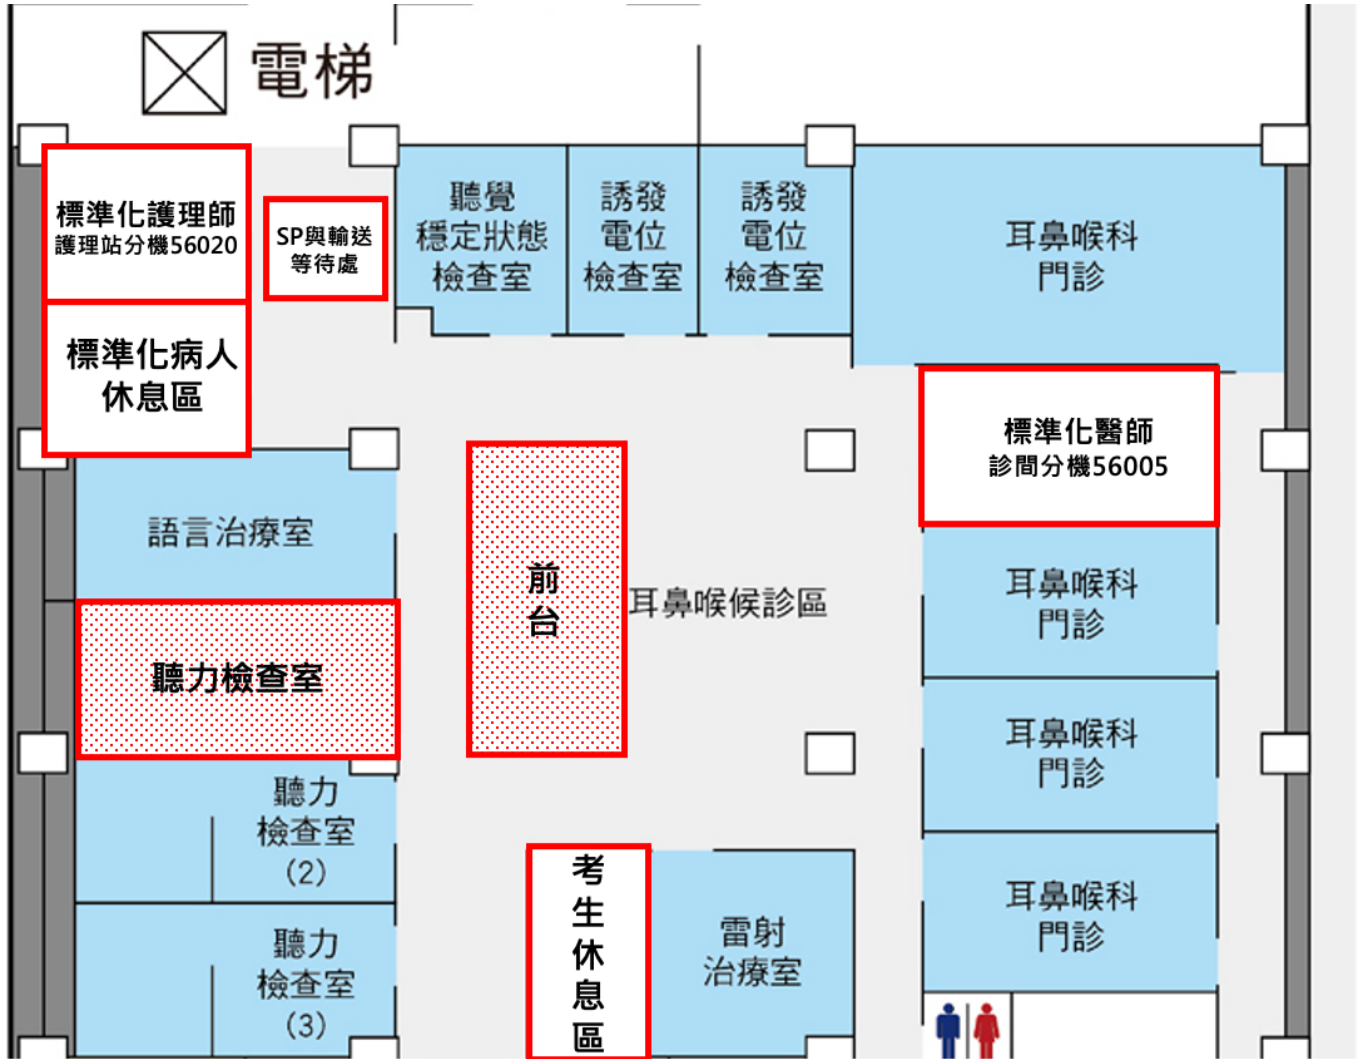 電梯
標準化護理師
護理站分機56020
SP與輸送
等待處
聽覺
穩定狀態
檢查室
誘發
電位
檢查室
誘發
電位
檢查室
耳鼻喉科
門診
標準化病人
休息區
標準化醫師
診間分機56005
語言治療室
前
台
耳鼻喉候診區
耳鼻喉科
門診
聽力檢查室
耳鼻喉科
門診
聽力
檢查室
(2)
考
生
休
息
區
雷射
治療室
耳鼻喉科
門診
聽力
檢查室
(3)